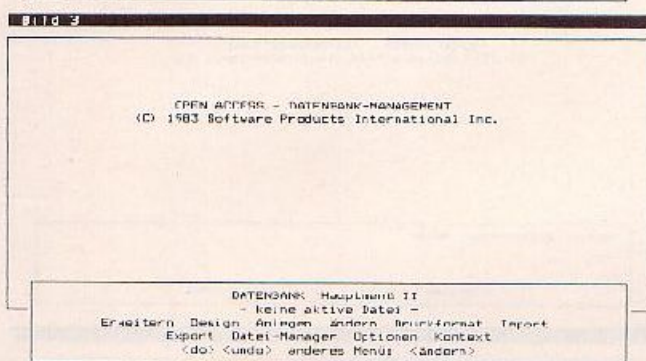 Bild 3
OPEN ACCESS - DATENBANK-MANAGEMENT
(C) 1983 Software Products International Inc.
DATENBANK Hauptmenü II
- keine aktive Datei -
Erweitern Design Anlegen Ändern Druckformat Import
Export Datei-Manager Optionen Kontext
<do> <undo> anderes Menü: <ändern>